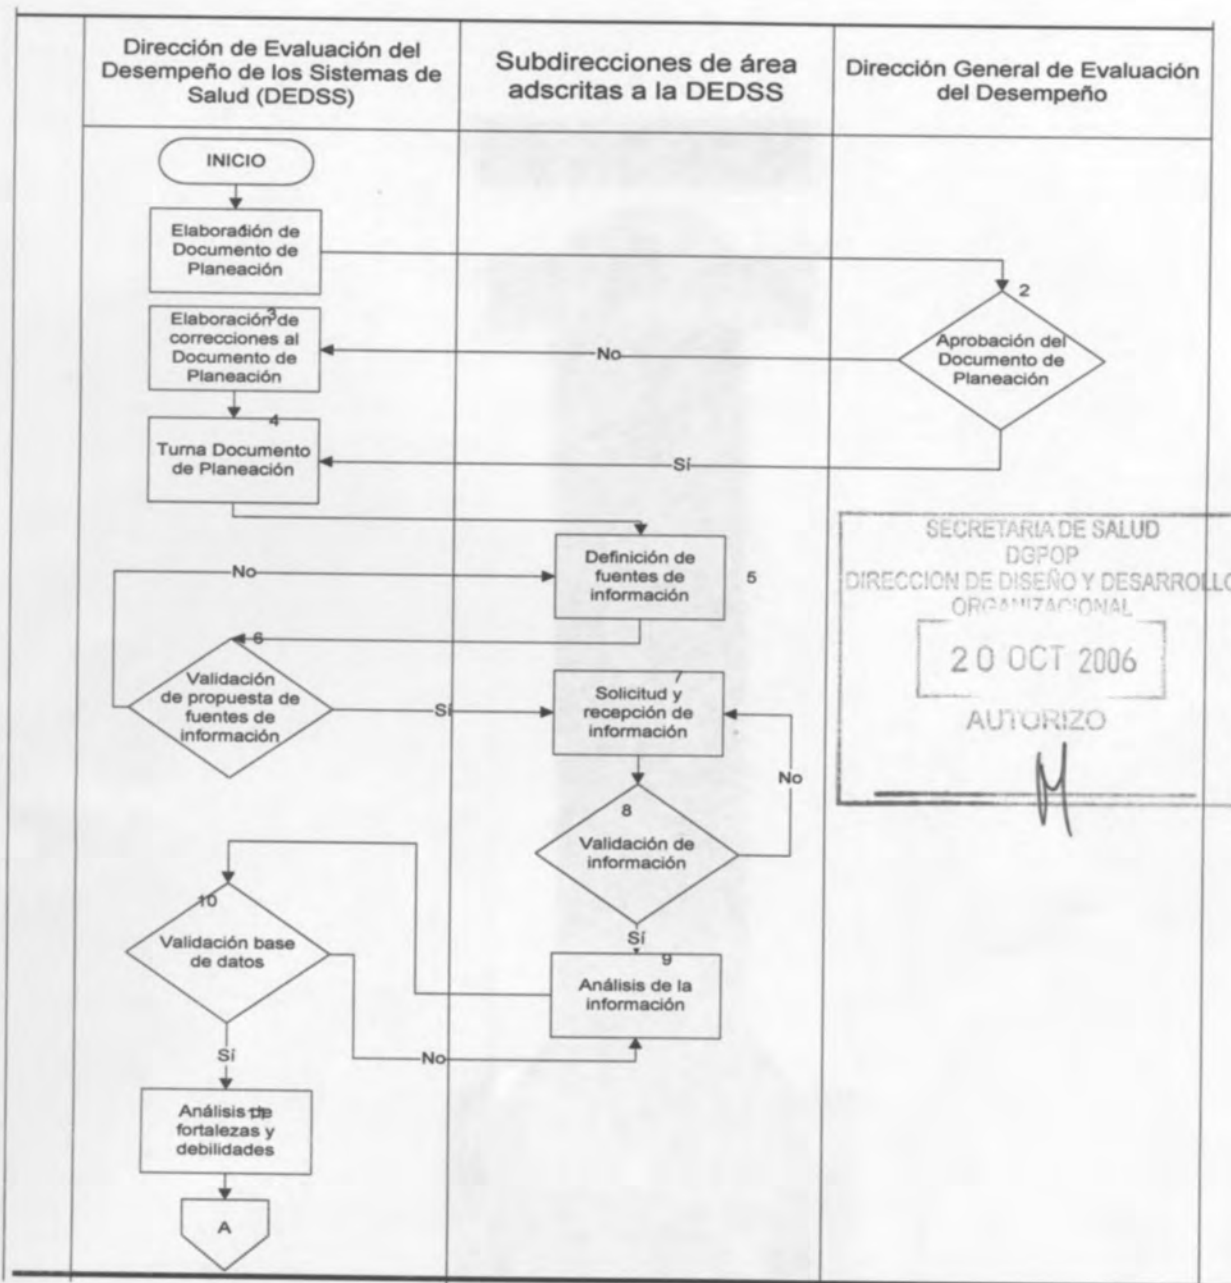 Dirección de Evaluación del
Desempeño de los Sistemas de
Salud (DEDSS)
Subdirecciones de área
adscritas a la DEDSS
Dirección General de Evaluación
del Desempeño
INICIO
Elaboración de
Documento de
Planeación
2
Aprobación del
Documento de
Planeación
3
Elaboración de
correcciones al
Documento de
Planeación
No
4
Turna Documento
de Planeación
Sí
Definición de
fuentes de
información
5
No
6
Validación
de propuesta de
fuentes de
información
Sí
7
Solicitud y
recepción de
información
No
8
Validación de
información
Sí
9
Análisis de la
información
10
Validación base
de datos
No
Sí
11
Análisis de
fortalezas y
debilidades
A
SECRETARIA DE SALUD
DGPOP
DIRECCION DE DISEÑO Y DESARROLLO
ORGANIZACIONAL
20 OCT 2006
AUTORIZO